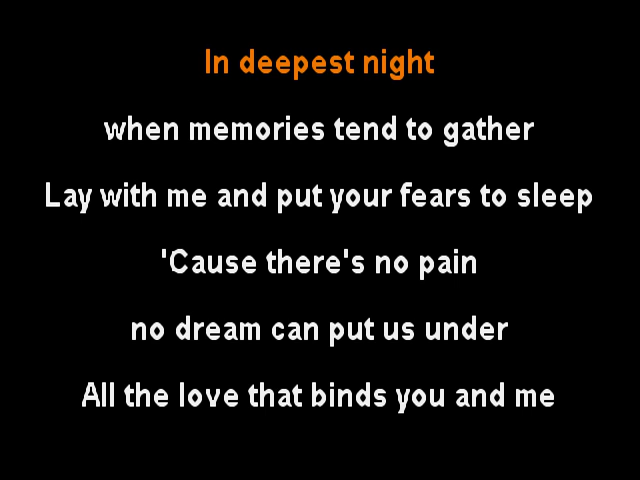 In deepest night
when memories tend to gather
Lay with me and put your fears to sleep
'Cause there's no pain
no dream can put us under
All the love that binds you and me